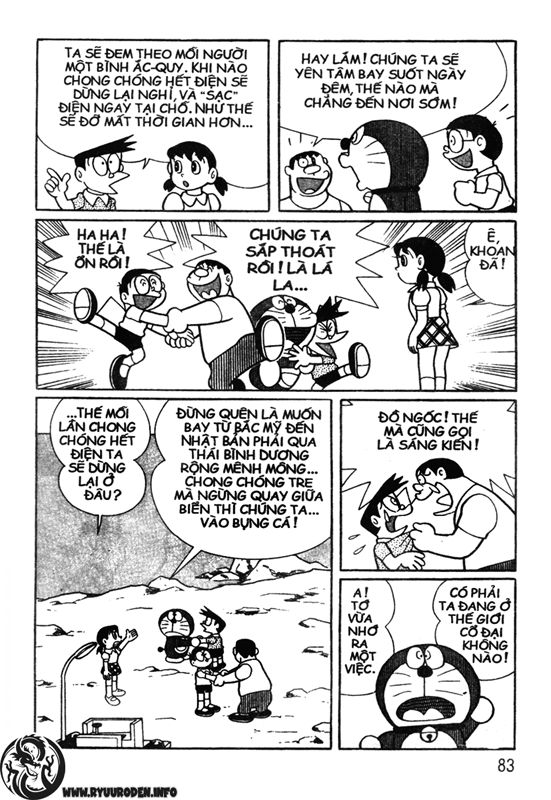 TA SẼ ĐEM THEO MỖI NGƯỜI
MỘT BÌNH ẮC-QUY. KHI NÀO
CHONG CHÓNG HẾT ĐIỆN SẼ
DỪNG LẠI NGHỈ, VÀ "SẠC"
ĐIỆN NGAY TẠI CHỖ. NHƯ THẾ
SẼ ĐỠ MẤT THỜI GIAN HƠN...
HAY LẮM! CHÚNG TA SẼ
YÊN TÂM BAY SUỐT NGÀY
ĐÊM, THẾ NÀO MÀ
CHẲNG ĐẾN NƠI SỚM!
HA HA!
THẾ LÀ
ỔN RỒI!
CHÚNG TA
SẮP THOÁT
RỒI! LÀ LÁ
LA...
Ê,
KHOAN
ĐÃ!
...THẾ MỖI
LẦN CHONG
CHÓNG HẾT
ĐIỆN TA
SẼ DỪNG
LẠI Ở
ĐÂU?
ĐỪNG QUÊN LÀ MUỐN
BAY TỪ BẮC MỸ ĐẾN
NHẬT BẢN PHẢI QUA
THÁI BÌNH DƯƠNG
RỘNG MÊNH MÔNG...
CHONG CHÓNG TRE
MÀ NGỪNG QUAY GIỮA
BIỂN THÌ CHÚNG TA...
VÀO BỤNG CÁ!
ĐỒ NGỐC! THẾ
MÀ CŨNG GỌI
LÀ SÁNG KIẾN!
A!
TỚ
VỪA
NHỚ
RA
MỘT
VIỆC.
CÓ PHẢI
TA ĐANG Ở
THẾ GIỚI
CỔ ĐẠI
KHÔNG
NÀO!
83
WWW.RYUURODEN.INFO